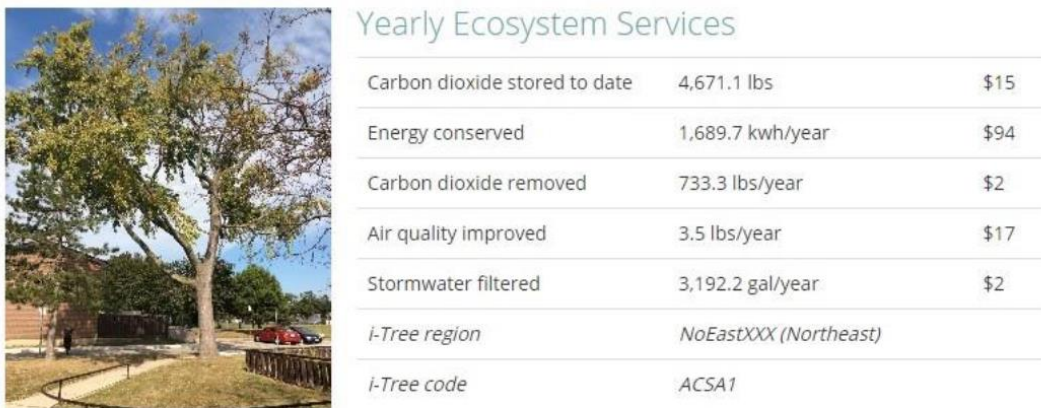 Yearly Ecosystem Services
Carbon dioxide stored to date 4,671.1 lbs $15
Energy conserved 1,689.7 kwh/year $94
Carbon dioxide removed 733.3 lbs/year $2
Air quality improved 3.5 lbs/year $17
Stormwater filtered 3,192.2 gal/year $2
i-Tree region NoEastXXX (Northeast)
i-Tree code ACSA1